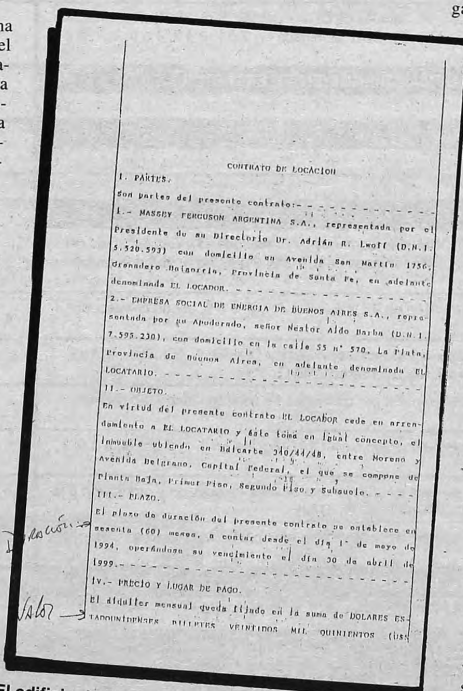 ga
na
el
a-
a
-
a
-
.
CONTRATO DE LOCACION
I. PARTES.
Son partes del presente contrato:- - - - - - - - - - - -
1.- MASSEY FERGUSON ARGENTINA S.A., representada por el
Presidente de su Directorio Dr. Adrián R. Lwoff (D.N.I.
5.520.593) con domicilio en Avenida San Martín 1756,
Granadero Baigorria, Provincia de Santa Fe, en adelante
denominada EL LOCADOR. - - - - - - - - - - - - - - -
2.- EMPRESA SOCIAL DE ENERGIA DE BUENOS AIRES S.A., repre-
sentada por su Apoderado, señor Néstor Aldo Barba (D.N.I.
7.595.230), con domicilio en la calle 55 n° 570, La Plata,
Provincia de Buenos Aires, en adelante denominada EL
LOCATARIO. - - - - - - - - - - - - - - - - - - - - -
II.- OBJETO.
En virtud del presente contrato EL LOCADOR cede en arren-
damiento a EL LOCATARIO y éste toma en igual concepto, el
inmueble ubicado en Balcarce 340/44/48, entre Moreno y
Avenida Belgrano, Capital Federal, el que se compone de
Planta Baja, Primer Piso, Segundo Piso y Subsuelo. - - - -
III.- PLAZO.
El plazo de duración del presente contrato se establece en
sesenta (60) meses, a contar desde el día 1° de mayo de
1994, operándose su vencimiento el día 30 de abril de
1999.- - - - - - - - - - - - - - - - - - - - - - - -
DURACIÓN
IV.- PRECIO Y LUGAR DE PAGO.
El alquiler mensual queda fijado en la suma de DOLARES ES-
VALOR
TADOUNIDENSES BILLETES VEINTIDOS MIL QUINIENTOS (U$S
El edific